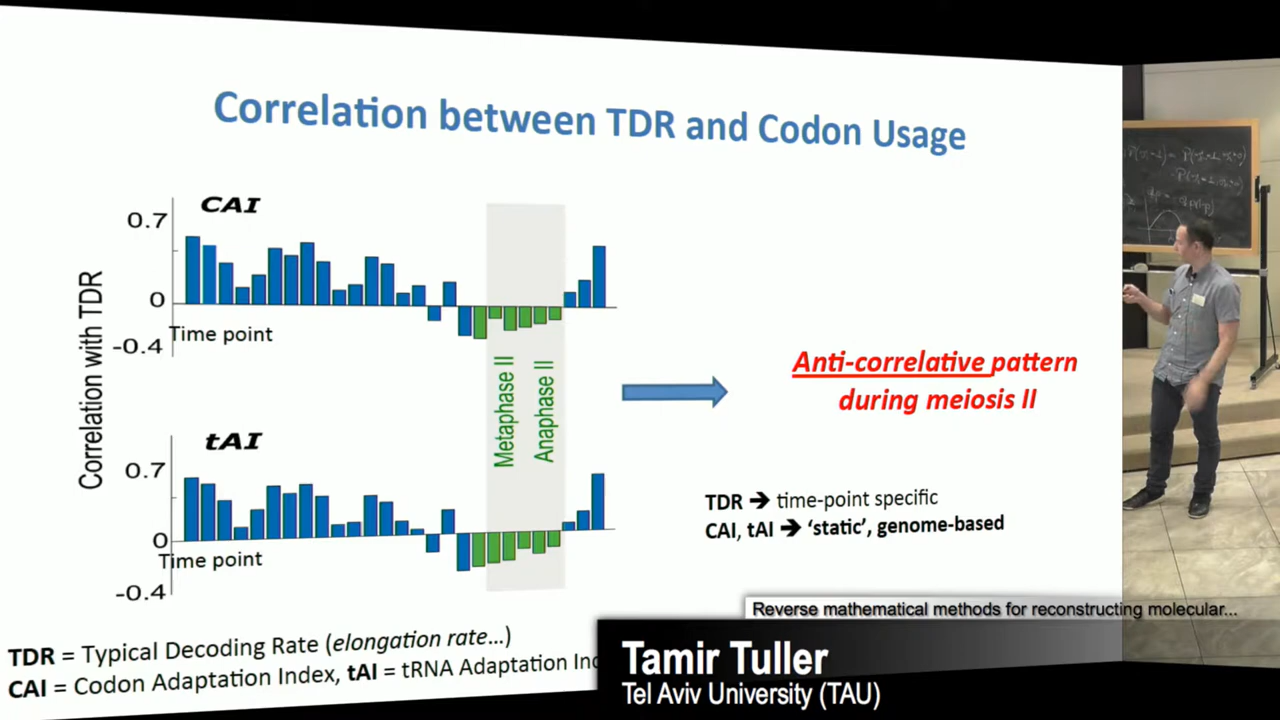 Correlation between TDR and Codon Usage
CAI
0.7
0
-0.4
Time point
Correlation with TDR
Metaphase II
Anaphase II
tAI
0.7
0
-0.4
Time point
Anti-correlative pattern
during meiosis II
TDR → time-point specific
CAI, tAI → ‘static’, genome-based
TDR = Typical Decoding Rate (elongation rate...)
CAI = Codon Adaptation Index, tAI = tRNA Adaptation Ind
Reverse mathematical methods for reconstructing molecular...
Tamir Tuller
Tel Aviv University (TAU)